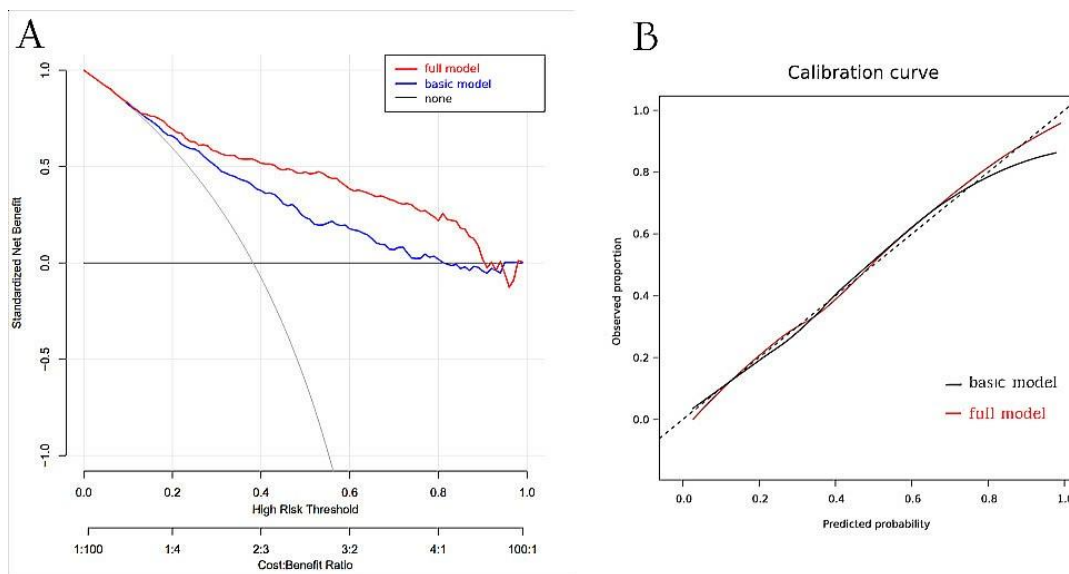 A
full model
basic model
none
Standardized Net Benefit
1.0
0.5
0.0
−0.5
−1.0
0.0 0.2 0.4 0.6 0.8 1.0
High Risk Threshold
1:100 1:4 2:3 3:2 4:1 100:1
Cost:Benefit Ratio
B
Calibration curve
Observed proportion
1.0
0.8
0.6
0.4
0.2
0.0
basic model
full model
0.0 0.2 0.4 0.6 0.8 1.0
Predicted probability